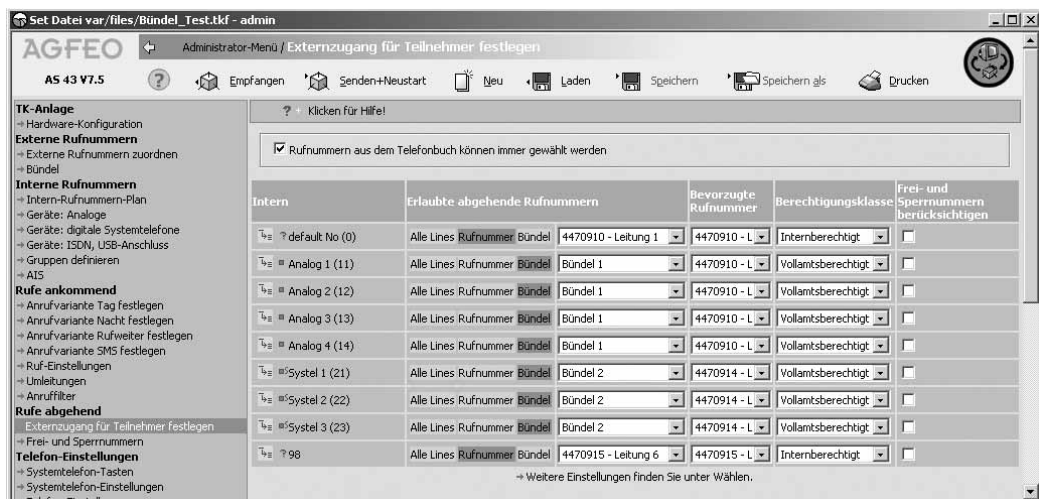 Set Datei var/files/Bündel_Test.tkf - admin
AGFEO Administrator-Menü / Externzugang für Teilnehmer festlegen
AS 43 V7.5 ? Empfangen Senden+Neustart Neu Laden Speichern Speichern als Drucken
TK-Anlage
Hardware-Konfiguration
Externe Rufnummern
Externe Rufnummern zuordnen
Bündel
Interne Rufnummern
Intern-Rufnummern-Plan
Geräte: Analoge
Geräte: digitale Systemtelefone
Geräte: ISDN, USB-Anschluss
Gruppen definieren
AIS
Rufe ankommend
Anrufvariante Tag festlegen
Anrufvariante Nacht festlegen
Anrufvariante Rufweiter festlegen
Anrufvariante SMS festlegen
Ruf-Einstellungen
Umleitungen
Anruffilter
Rufe abgehend
Externzugang für Teilnehmer festlegen
Frei- und Sperrnummern
Telefon-Einstellungen
Systemtelefon-Tasten
Systemtelefon-Einstellungen
? Klicken für Hilfe!
Rufnummern aus dem Telefonbuch können immer gewählt werden
Intern Erlaubte abgehende Rufnummern Bevorzugte Rufnummer Berechtigungsklasse Frei- und Sperrnummern berücksichtigen
? default No (0) Alle Lines Rufnummer Bündel 4470910 - Leitung 1 4470910 - L Internberechtigt
Analog 1 (11) Alle Lines Rufnummer Bündel Bündel 1 4470910 - L Vollamtsberechtigt
Analog 2 (12) Alle Lines Rufnummer Bündel Bündel 1 4470910 - L Vollamtsberechtigt
Analog 3 (13) Alle Lines Rufnummer Bündel Bündel 1 4470910 - L Vollamtsberechtigt
Analog 4 (14) Alle Lines Rufnummer Bündel Bündel 1 4470910 - L Vollamtsberechtigt
S Systel 1 (21) Alle Lines Rufnummer Bündel Bündel 2 4470914 - L Vollamtsberechtigt
S Systel 2 (22) Alle Lines Rufnummer Bündel Bündel 2 4470914 - L Vollamtsberechtigt
S Systel 3 (23) Alle Lines Rufnummer Bündel Bündel 2 4470914 - L Vollamtsberechtigt
? 98 Alle Lines Rufnummer Bündel 4470915 - Leitung 6 4470915 - L Internberechtigt
Weitere Einstellungen finden Sie unter Wählen.